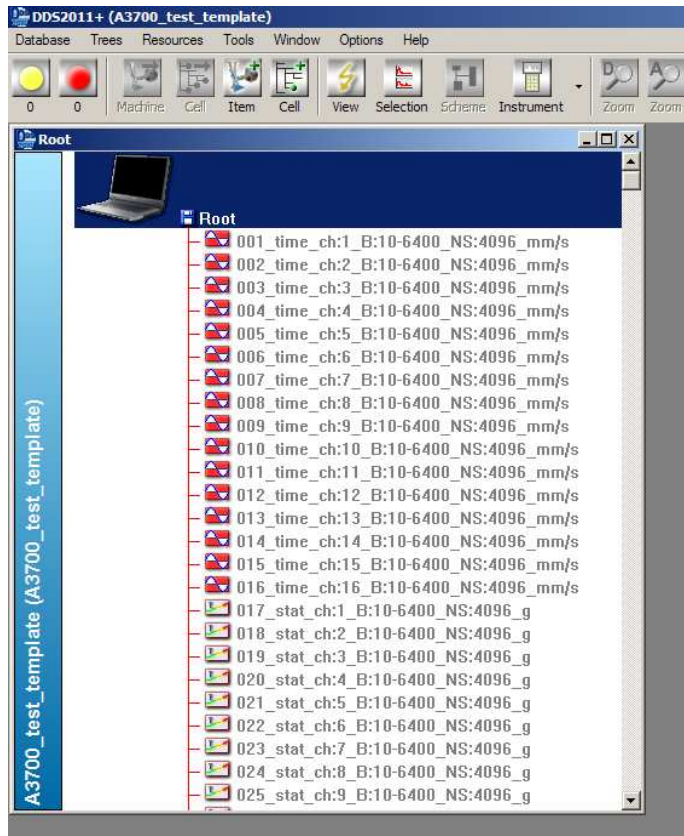 DDS2011+ (A3700_test_template)
Database Trees Resources Tools Window Options Help
0 0 Machine Cell Item Cell View Selection Scheme Instrument Zoom Zoom
Root
Root
001_time_ch:1_B:10-6400_NS:4096_mm/s
002_time_ch:2_B:10-6400_NS:4096_mm/s
003_time_ch:3_B:10-6400_NS:4096_mm/s
004_time_ch:4_B:10-6400_NS:4096_mm/s
005_time_ch:5_B:10-6400_NS:4096_mm/s
006_time_ch:6_B:10-6400_NS:4096_mm/s
007_time_ch:7_B:10-6400_NS:4096_mm/s
008_time_ch:8_B:10-6400_NS:4096_mm/s
009_time_ch:9_B:10-6400_NS:4096_mm/s
010_time_ch:10_B:10-6400_NS:4096_mm/s
011_time_ch:11_B:10-6400_NS:4096_mm/s
012_time_ch:12_B:10-6400_NS:4096_mm/s
013_time_ch:13_B:10-6400_NS:4096_mm/s
014_time_ch:14_B:10-6400_NS:4096_mm/s
015_time_ch:15_B:10-6400_NS:4096_mm/s
016_time_ch:16_B:10-6400_NS:4096_mm/s
017_stat_ch:1_B:10-6400_NS:4096_g
018_stat_ch:2_B:10-6400_NS:4096_g
019_stat_ch:3_B:10-6400_NS:4096_g
020_stat_ch:4_B:10-6400_NS:4096_g
021_stat_ch:5_B:10-6400_NS:4096_g
022_stat_ch:6_B:10-6400_NS:4096_g
023_stat_ch:7_B:10-6400_NS:4096_g
024_stat_ch:8_B:10-6400_NS:4096_g
025_stat_ch:9_B:10-6400_NS:4096_g
A3700_test_template (A3700_test_template)